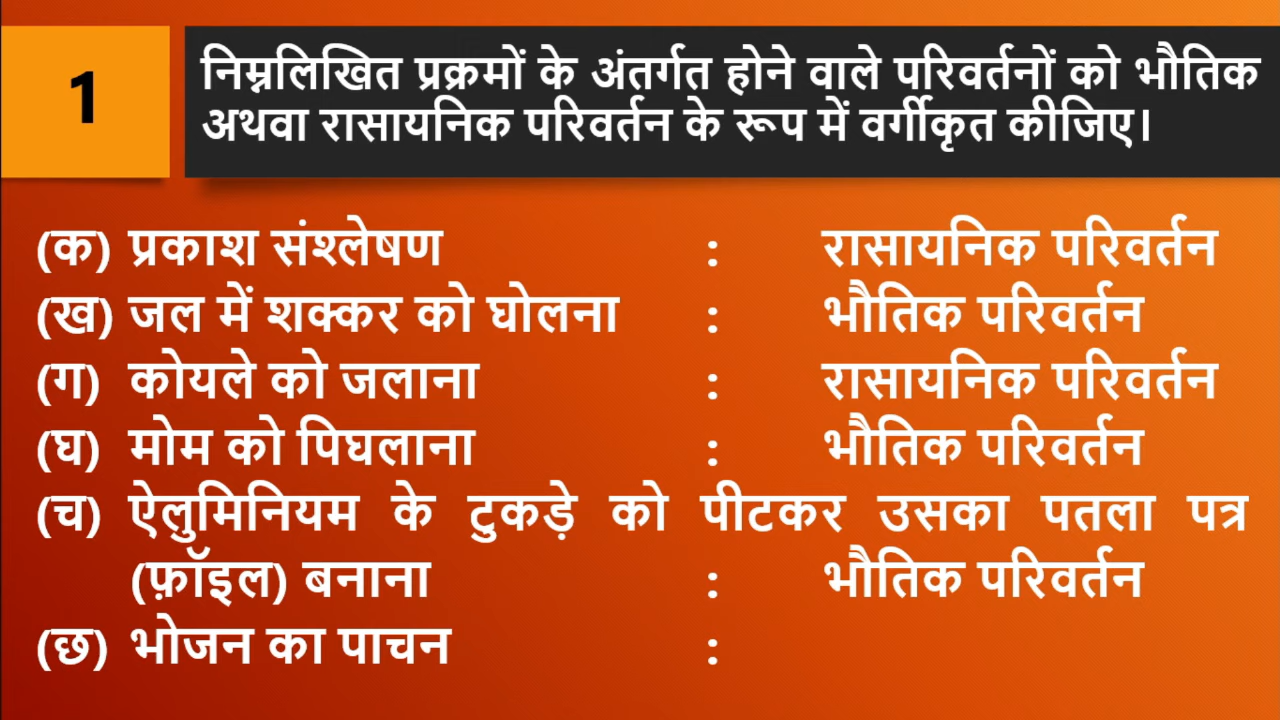 1
निम्नलिखित प्रक्रमों के अंतर्गत होने वाले परिवर्तनों को भौतिक
अथवा रासायनिक परिवर्तन के रूप में वर्गीकृत कीजिए।
(क) प्रकाश संश्लेषण : रासायनिक परिवर्तन
(ख) जल में शक्कर को घोलना : भौतिक परिवर्तन
(ग) कोयले को जलाना : रासायनिक परिवर्तन
(घ) मोम को पिघलाना : भौतिक परिवर्तन
(च) ऐलुमिनियम के टुकड़े को पीटकर उसका पतला पत्र
(फ़ॉइल) बनाना : भौतिक परिवर्तन
(छ) भोजन का पाचन :